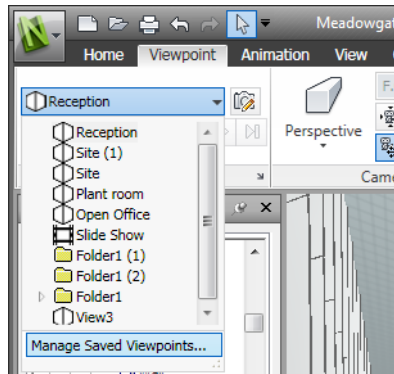 Meadowgat
Home Viewpoint Animation View
Reception
F.
Perspective
Reception
Site (1)
Site
Plant room
Open Office
Slide Show
Folder1 (1)
Folder1 (2)
Folder1
View3
Manage Saved Viewpoints...
Came